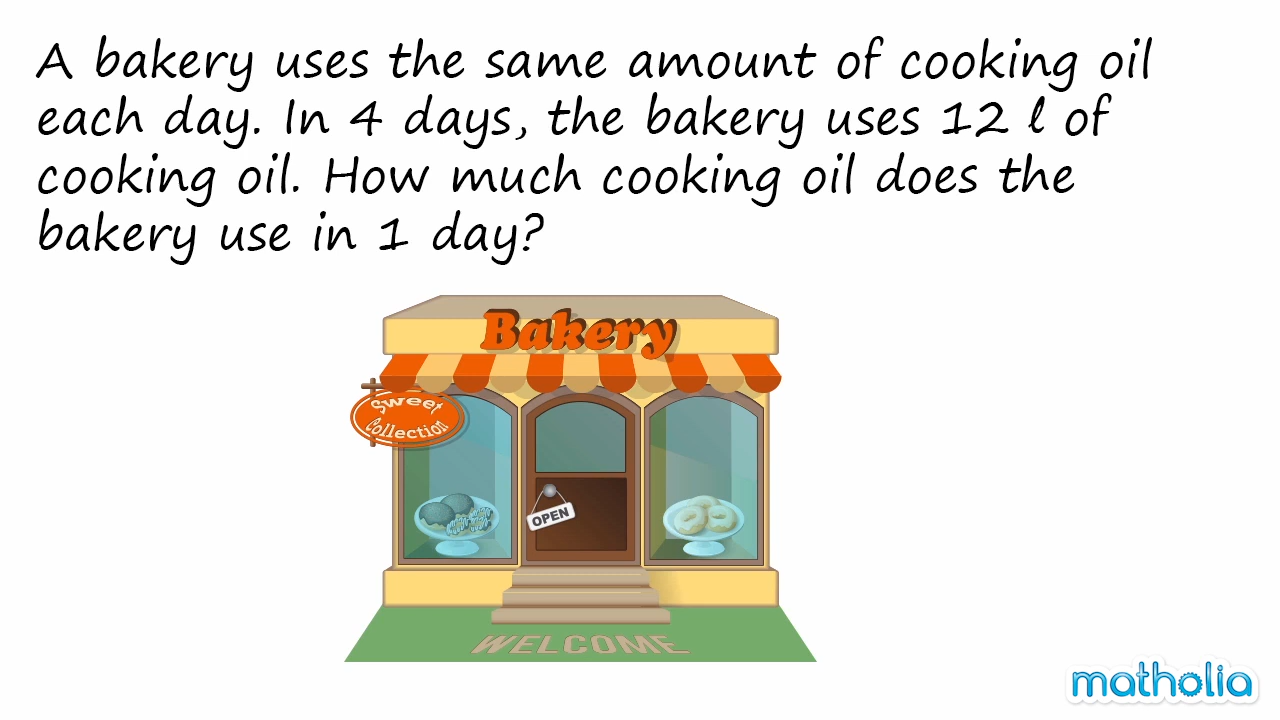 A bakery uses the same amount of cooking oil
each day. In 4 days, the bakery uses 12 l of
cooking oil. How much cooking oil does the
bakery use in 1 day?
Bakery
Sweet
Collection
OPEN
WELCOME
matholia